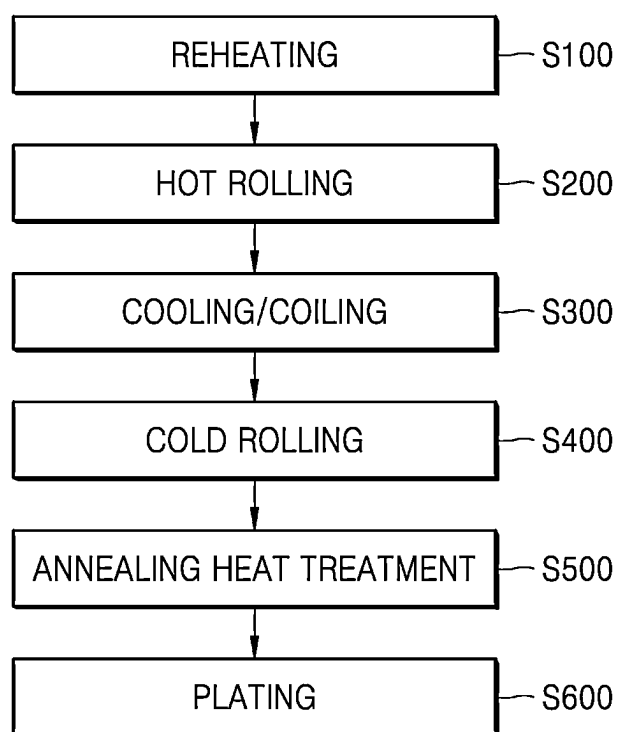 REHEATING S100
HOT ROLLING S200
COOLING/COILING S300
COLD ROLLING S400
ANNEALING HEAT TREATMENT S500
PLATING S600